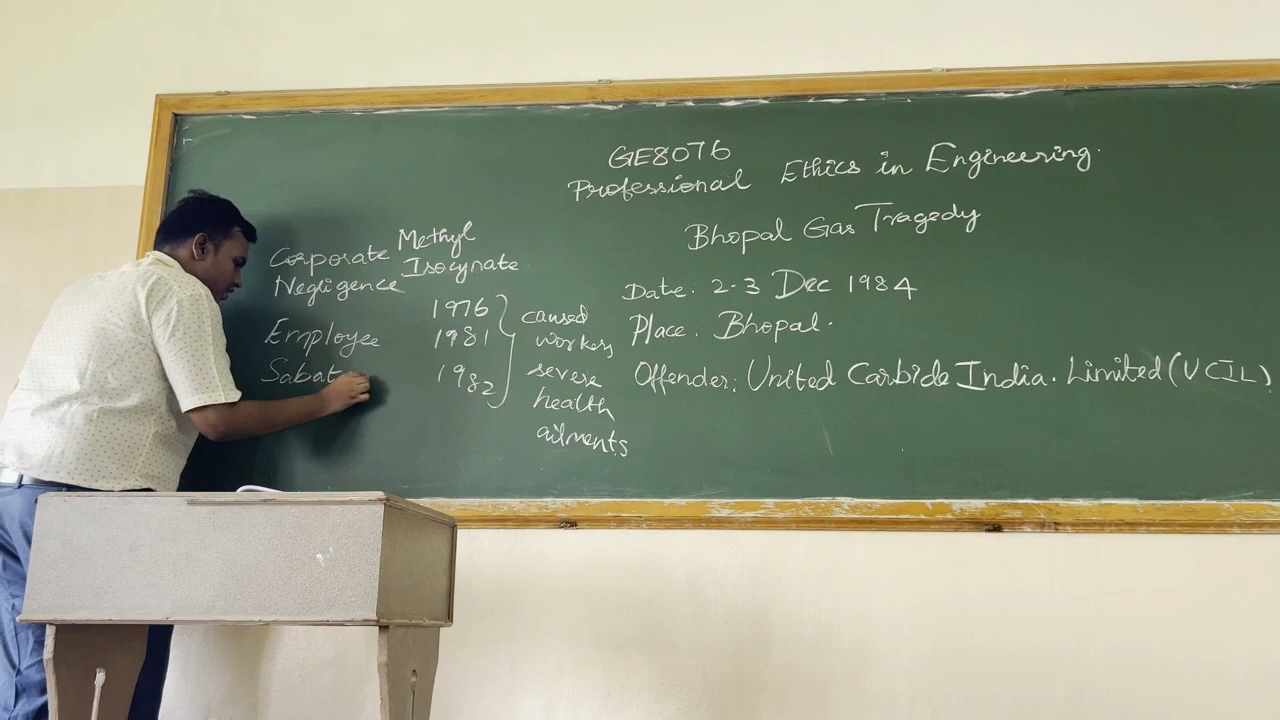 GE8076
Professional Ethics in Engineering.
Bhopal Gas Tragedy
Date. 2-3 Dec 1984
Place. Bhopal.
Offender: United Carbide India. Limited (UCIL)
Corporate
Negligence
Employee
Sabat
Methyl
Isocynate
1976
1981
1982
caused
workers
severe
health
ailments